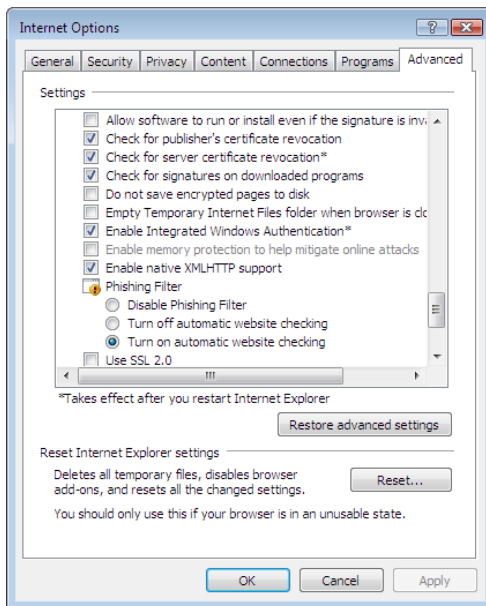 Internet Options
General Security Privacy Content Connections Programs Advanced
Settings
Allow software to run or install even if the signature is inva
Check for publisher's certificate revocation
Check for server certificate revocation*
Check for signatures on downloaded programs
Do not save encrypted pages to disk
Empty Temporary Internet Files folder when browser is clo
Enable Integrated Windows Authentication*
Enable memory protection to help mitigate online attacks
Enable native XMLHTTP support
Phishing Filter
Disable Phishing Filter
Turn off automatic website checking
Turn on automatic website checking
Use SSL 2.0
*Takes effect after you restart Internet Explorer
Restore advanced settings
Reset Internet Explorer settings
Deletes all temporary files, disables browser
add-ons, and resets all the changed settings.
Reset...
You should only use this if your browser is in an unusable state.
OK Cancel Apply